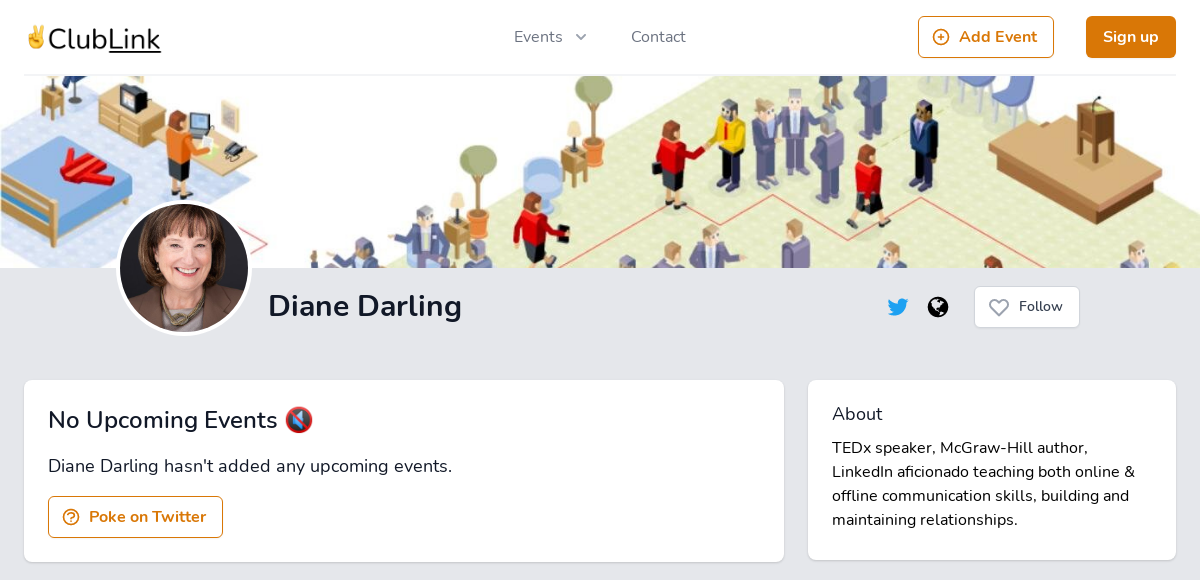 ✌ClubLink
Events
Contact
Add Event
Sign up
Diane Darling
Follow
No Upcoming Events 🔇
Diane Darling hasn't added any upcoming events.
Poke on Twitter
About
TEDx speaker, McGraw-Hill author,
LinkedIn aficionado teaching both online &
offline communication skills, building and
maintaining relationships.